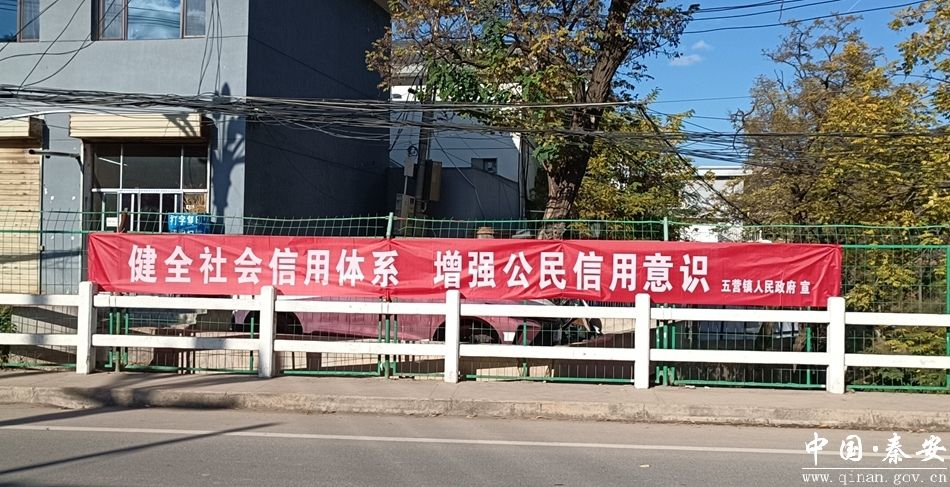 打字复
健全社会信用体系 增强公民信用意识 五营镇人民政府 宣
中国·秦安
www.qinan.gov.cn